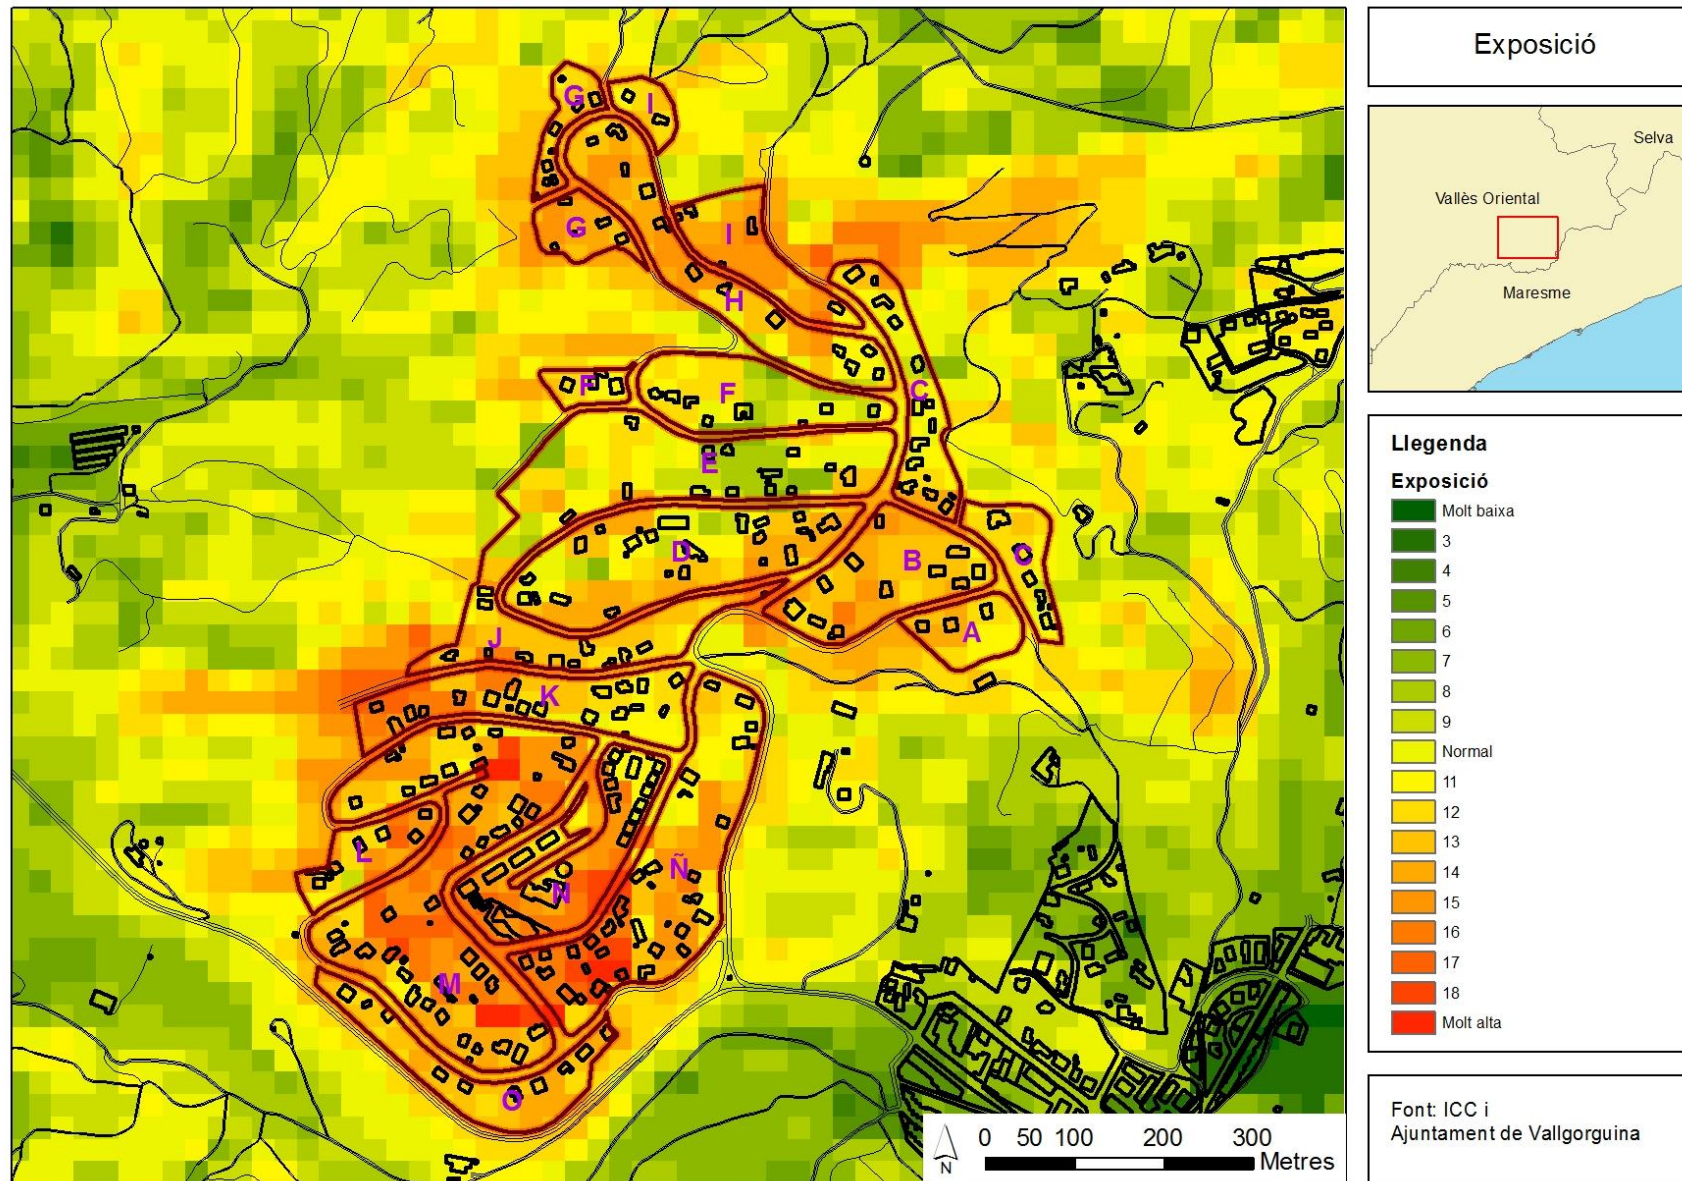 Exposició
Selva
Vallès Oriental
Maresme
Llegenda
Exposició
Molt baixa
3
4
5
6
7
8
9
Normal
11
12
13
14
15
16
17
18
Molt alta
Font: ICC i
Ajuntament de Vallgorguina
G
I
G
I
H
F
F
C
E
D
B
C
A
J
K
L
N
Ñ
M
O
N
0 50 100 200 300
Metres